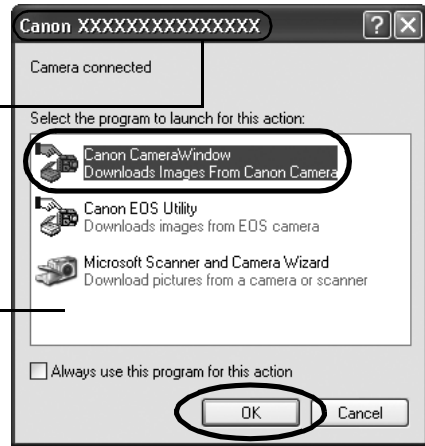 Canon XXXXXXXXXXXXXXX
Camera connected
Select the program to launch for this action:
Canon CameraWindow
Downloads Images From Canon Camera
Canon EOS Utility
Downloads images from EOS camera
Microsoft Scanner and Camera Wizard
Download pictures from a camera or scanner
Always use this program for this action
OK
Cancel